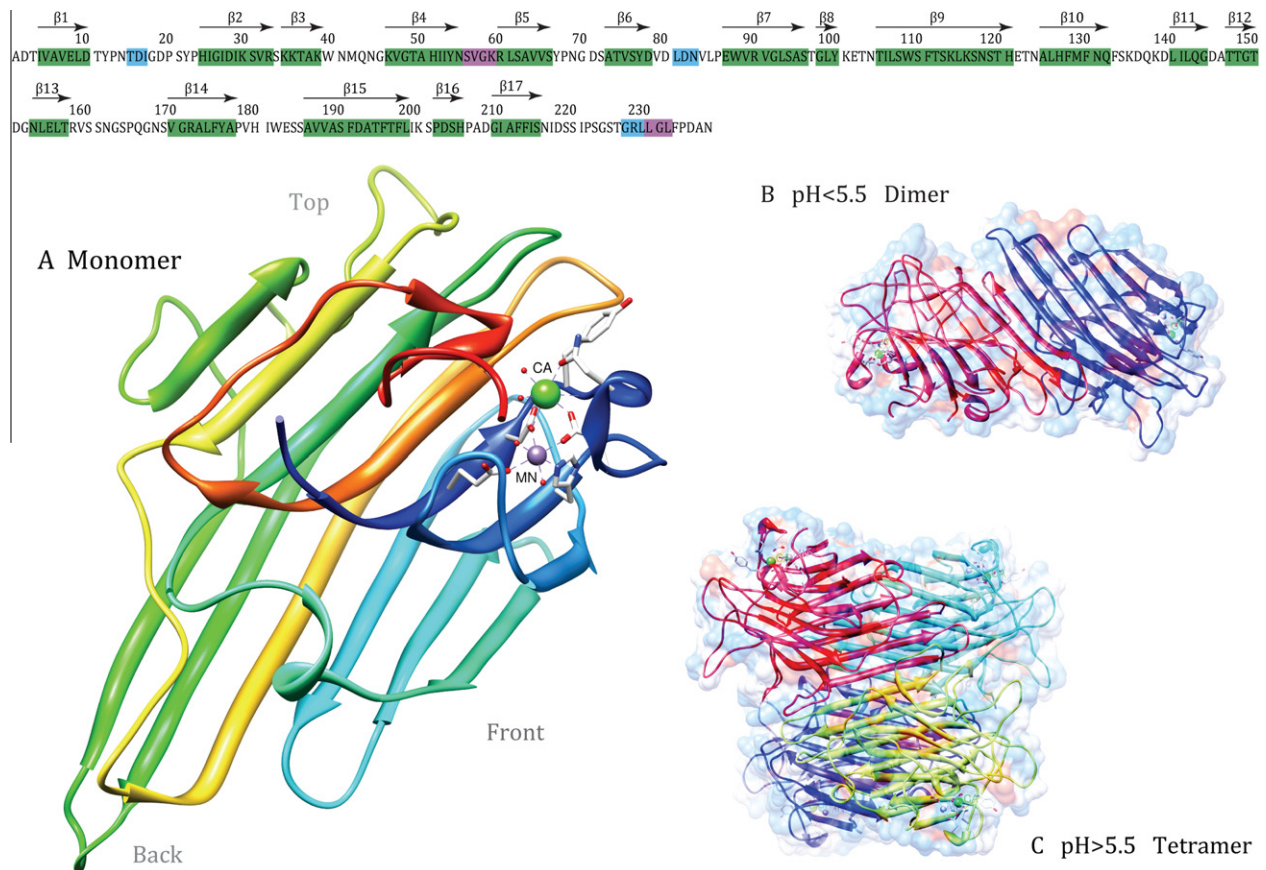 β1 β2 β3 β4 β5 β6 β7 β8 β9 β10 β11 β12
10 20 30 40 50 60 70 80 90 100 110 120 130 140 150
ADTIVAVELD TYPNTDIGDP SYPHIGIDIK SVRSKKTAKW NMQNGKVGTA HIIYNSVGKR LSAVVSYPNG DSATVSYDVD LDNVLPEWVR VGLSASTGLY KETNTILSWS FTSKLKSNST HETNALHFMF NQFSKDQKDL ILQGDATTGT
β13 β14 β15 β16 β17
160 170 180 190 200 210 220 230
DGNLELTRVS SNGSPQGNSV GRALFYAPVH IWESSAVVAS FDATFTFLIK SPDSHPADGI AFFISNIDSS IPSGSTGRLL GLFPDAN
Top
B pH<5.5 Dimer
A Monomer
CA
MN
Front
Back
C pH>5.5 Tetramer